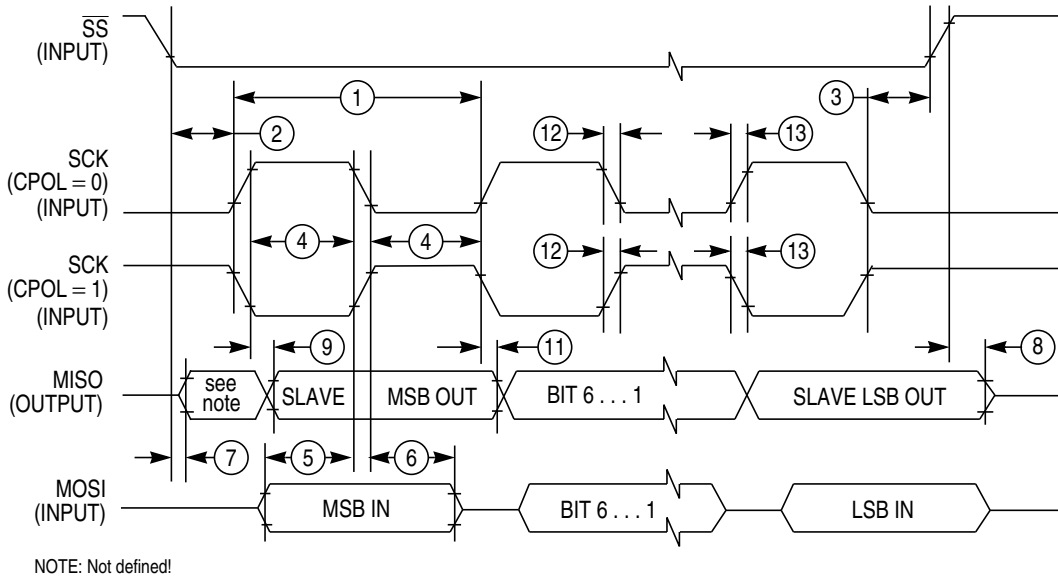 SS
(INPUT)
1
3
2
12
13
SCK
(CPOL = 0)
(INPUT)
4
4
12
13
SCK
(CPOL = 1)
(INPUT)
9
11
8
MISO
(OUTPUT)
see
note
SLAVE
MSB OUT
BIT 6 . . . 1
SLAVE LSB OUT
7
5
6
MOSI
(INPUT)
MSB IN
BIT 6 . . . 1
LSB IN
NOTE: Not defined!